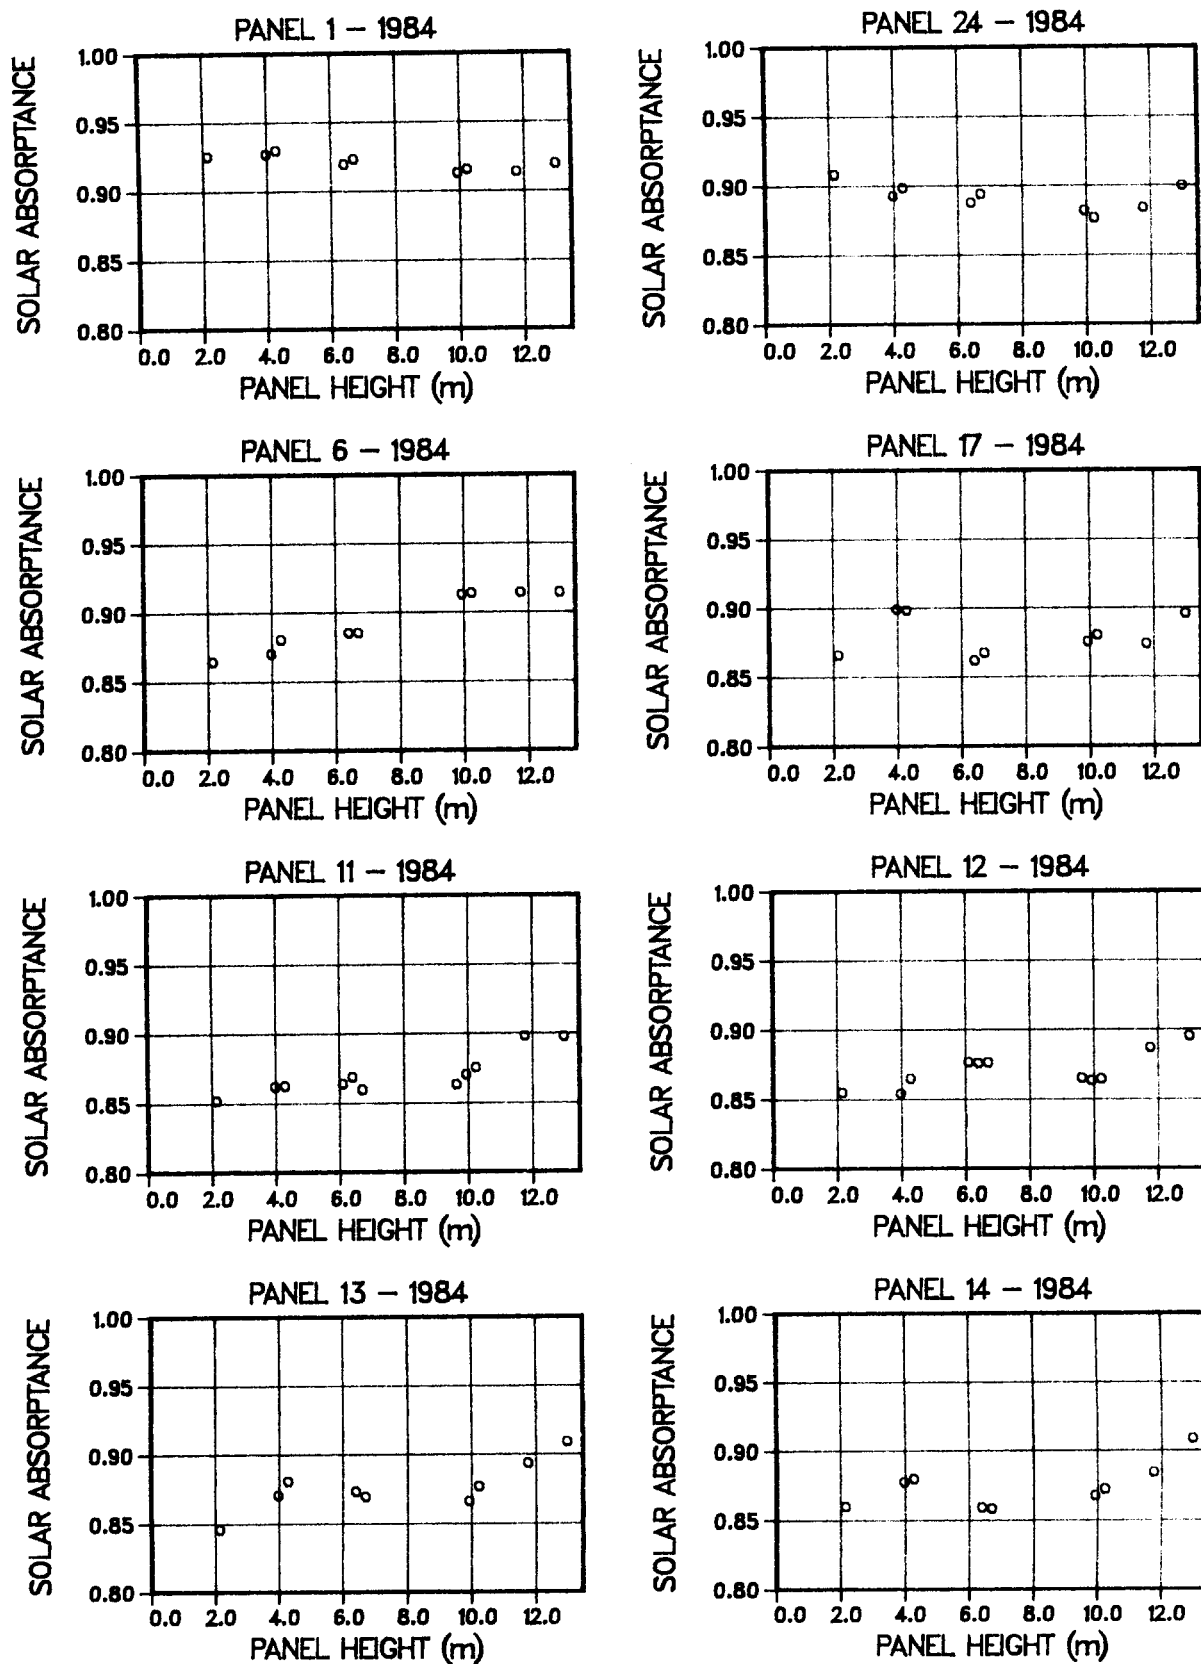 PANEL 1 – 1984
SOLAR ABSORPTANCE
1.00
0.95
0.90
0.85
0.80
0.0 2.0 4.0 6.0 8.0 10.0 12.0
PANEL HEIGHT (m)
PANEL 24 – 1984
SOLAR ABSORPTANCE
1.00
0.95
0.90
0.85
0.80
0.0 2.0 4.0 6.0 8.0 10.0 12.0
PANEL HEIGHT (m)
PANEL 6 – 1984
SOLAR ABSORPTANCE
1.00
0.95
0.90
0.85
0.80
0.0 2.0 4.0 6.0 8.0 10.0 12.0
PANEL HEIGHT (m)
PANEL 17 – 1984
SOLAR ABSORPTANCE
1.00
0.95
0.90
0.85
0.80
0.0 2.0 4.0 6.0 8.0 10.0 12.0
PANEL HEIGHT (m)
PANEL 11 – 1984
SOLAR ABSORPTANCE
1.00
0.95
0.90
0.85
0.80
0.0 2.0 4.0 6.0 8.0 10.0 12.0
PANEL HEIGHT (m)
PANEL 12 – 1984
SOLAR ABSORPTANCE
1.00
0.95
0.90
0.85
0.80
0.0 2.0 4.0 6.0 8.0 10.0 12.0
PANEL HEIGHT (m)
PANEL 13 – 1984
SOLAR ABSORPTANCE
1.00
0.95
0.90
0.85
0.80
0.0 2.0 4.0 6.0 8.0 10.0 12.0
PANEL HEIGHT (m)
PANEL 14 – 1984
SOLAR ABSORPTANCE
1.00
0.95
0.90
0.85
0.80
0.0 2.0 4.0 6.0 8.0 10.0 12.0
PANEL HEIGHT (m)